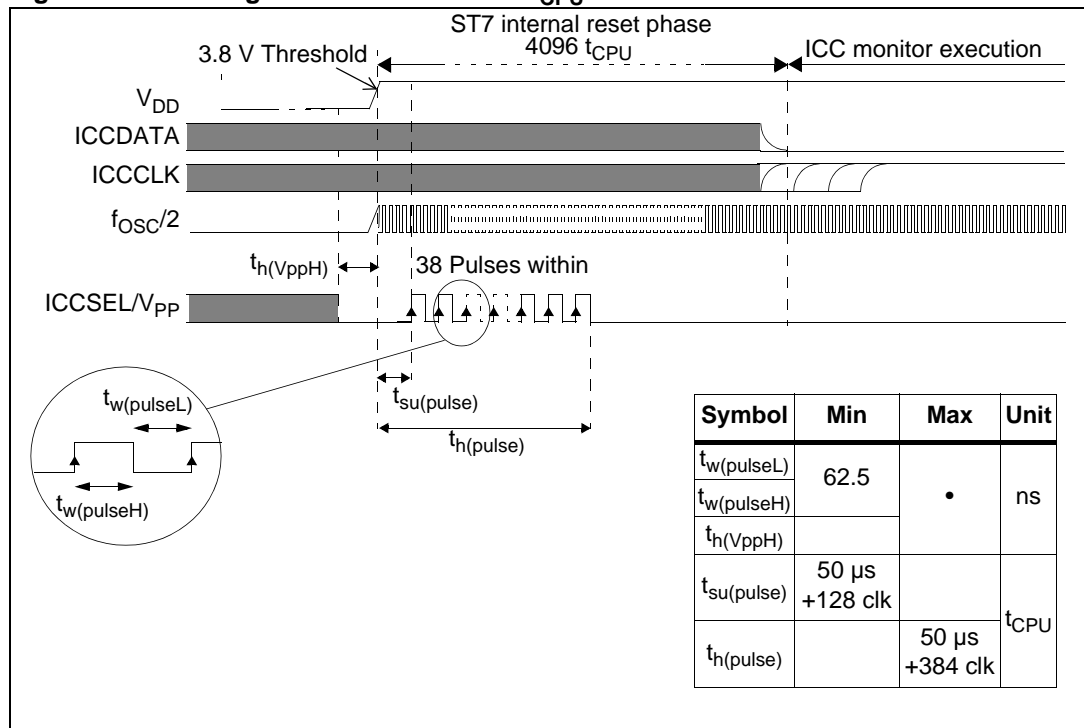 ST7 internal reset phase
4096 tCPU
ICC monitor execution
3.8 V Threshold
VDD
ICCDATA
ICCCLK
fOSC/2
th(VppH)
38 Pulses within
ICCSEL/VPP
tsu(pulse)
th(pulse)
tw(pulseL)
tw(pulseH)
Symbol Min Max Unit
tw(pulseL)
62.5
tw(pulseH)
• ns
th(VppH)
tsu(pulse) 50 µs
+128 clk
tCPU
th(pulse) 50 µs
+384 clk